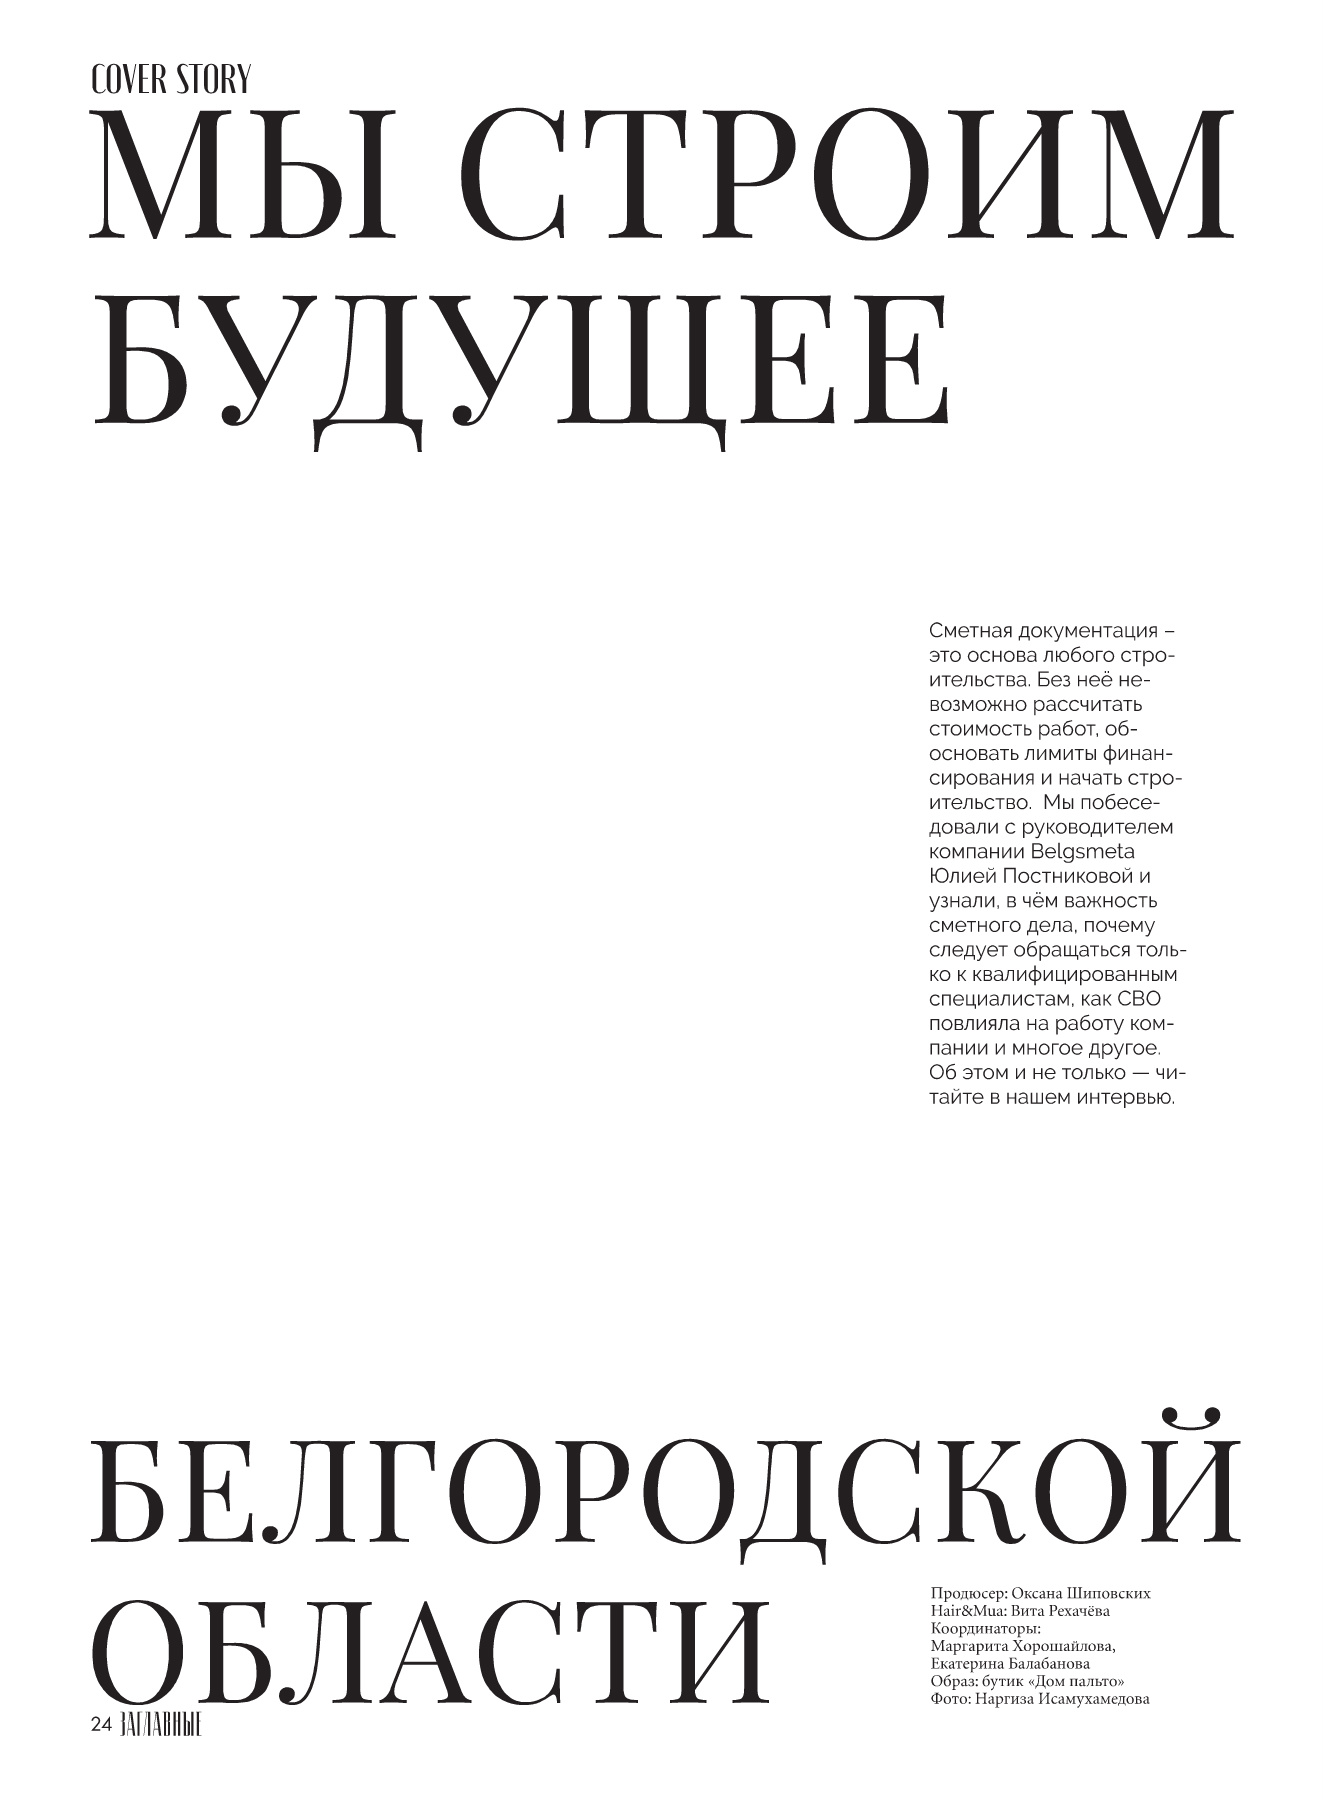 COVER STORY
МЫ СТРОИМ
БУДУЩЕЕ
Сметная документация –
это основа любого стро-
ительства. Без неё не-
возможно рассчитать
стоимость работ, об-
основать лимиты финан-
сирования и начать стро-
ительство.  Мы побесе-
довали с руководителем
компании Belgsmeta
Юлией Постниковой и
узнали, в чём важность
сметного дела, почему
следует обращаться толь-
ко к квалифицированным
специалистам, как СВО
повлияла на работу ком-
пании и многое другое.
Об этом и не только — чи-
тайте в нашем интервью.
БЕЛГОРОДСКОЙ
ОБЛАСТИ
Продюсер: Оксана Шиповских
Hair&Mua: Вита Рехачёва
Координаторы:
Маргарита Хорошайлова,
Екатерина Балабанова
Образ: бутик «Дом пальто»
Фото: Наргиза Исамухамедова
24 ЗАГЛАВНЫЕ